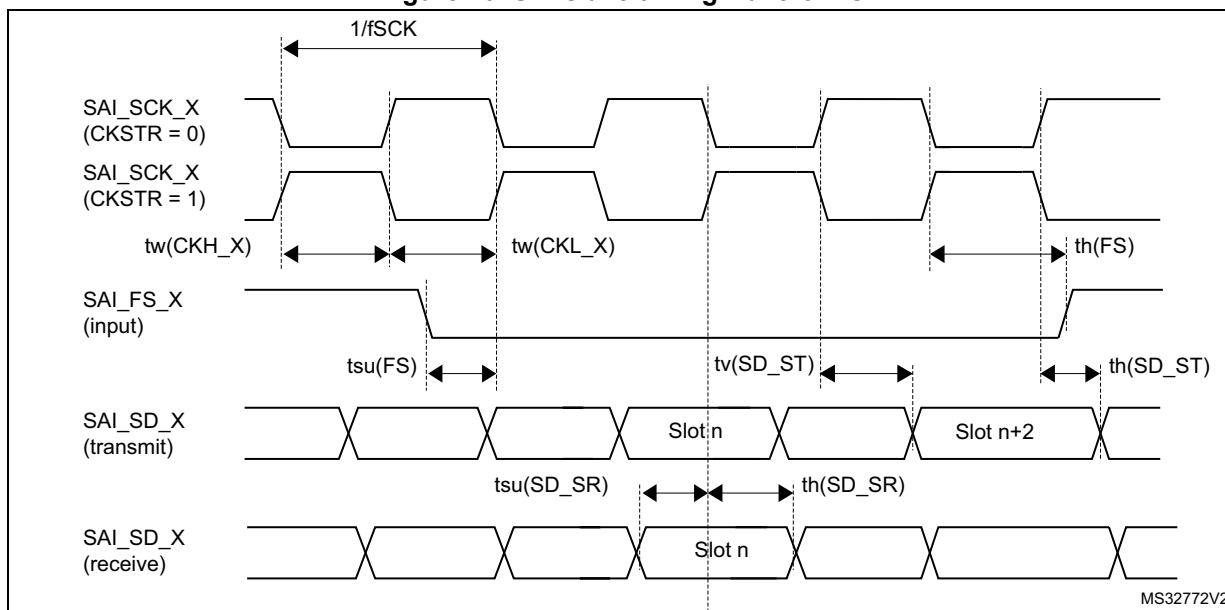 1/fSCK
SAI_SCK_X
(CKSTR = 0)
SAI_SCK_X
(CKSTR = 1)
tw(CKH_X)
tw(CKL_X)
th(FS)
SAI_FS_X
(input)
tsu(FS)
tv(SD_ST)
th(SD_ST)
SAI_SD_X
(transmit)
Slot n
Slot n+2
tsu(SD_SR)
th(SD_SR)
SAI_SD_X
(receive)
Slot n
MS32772V2